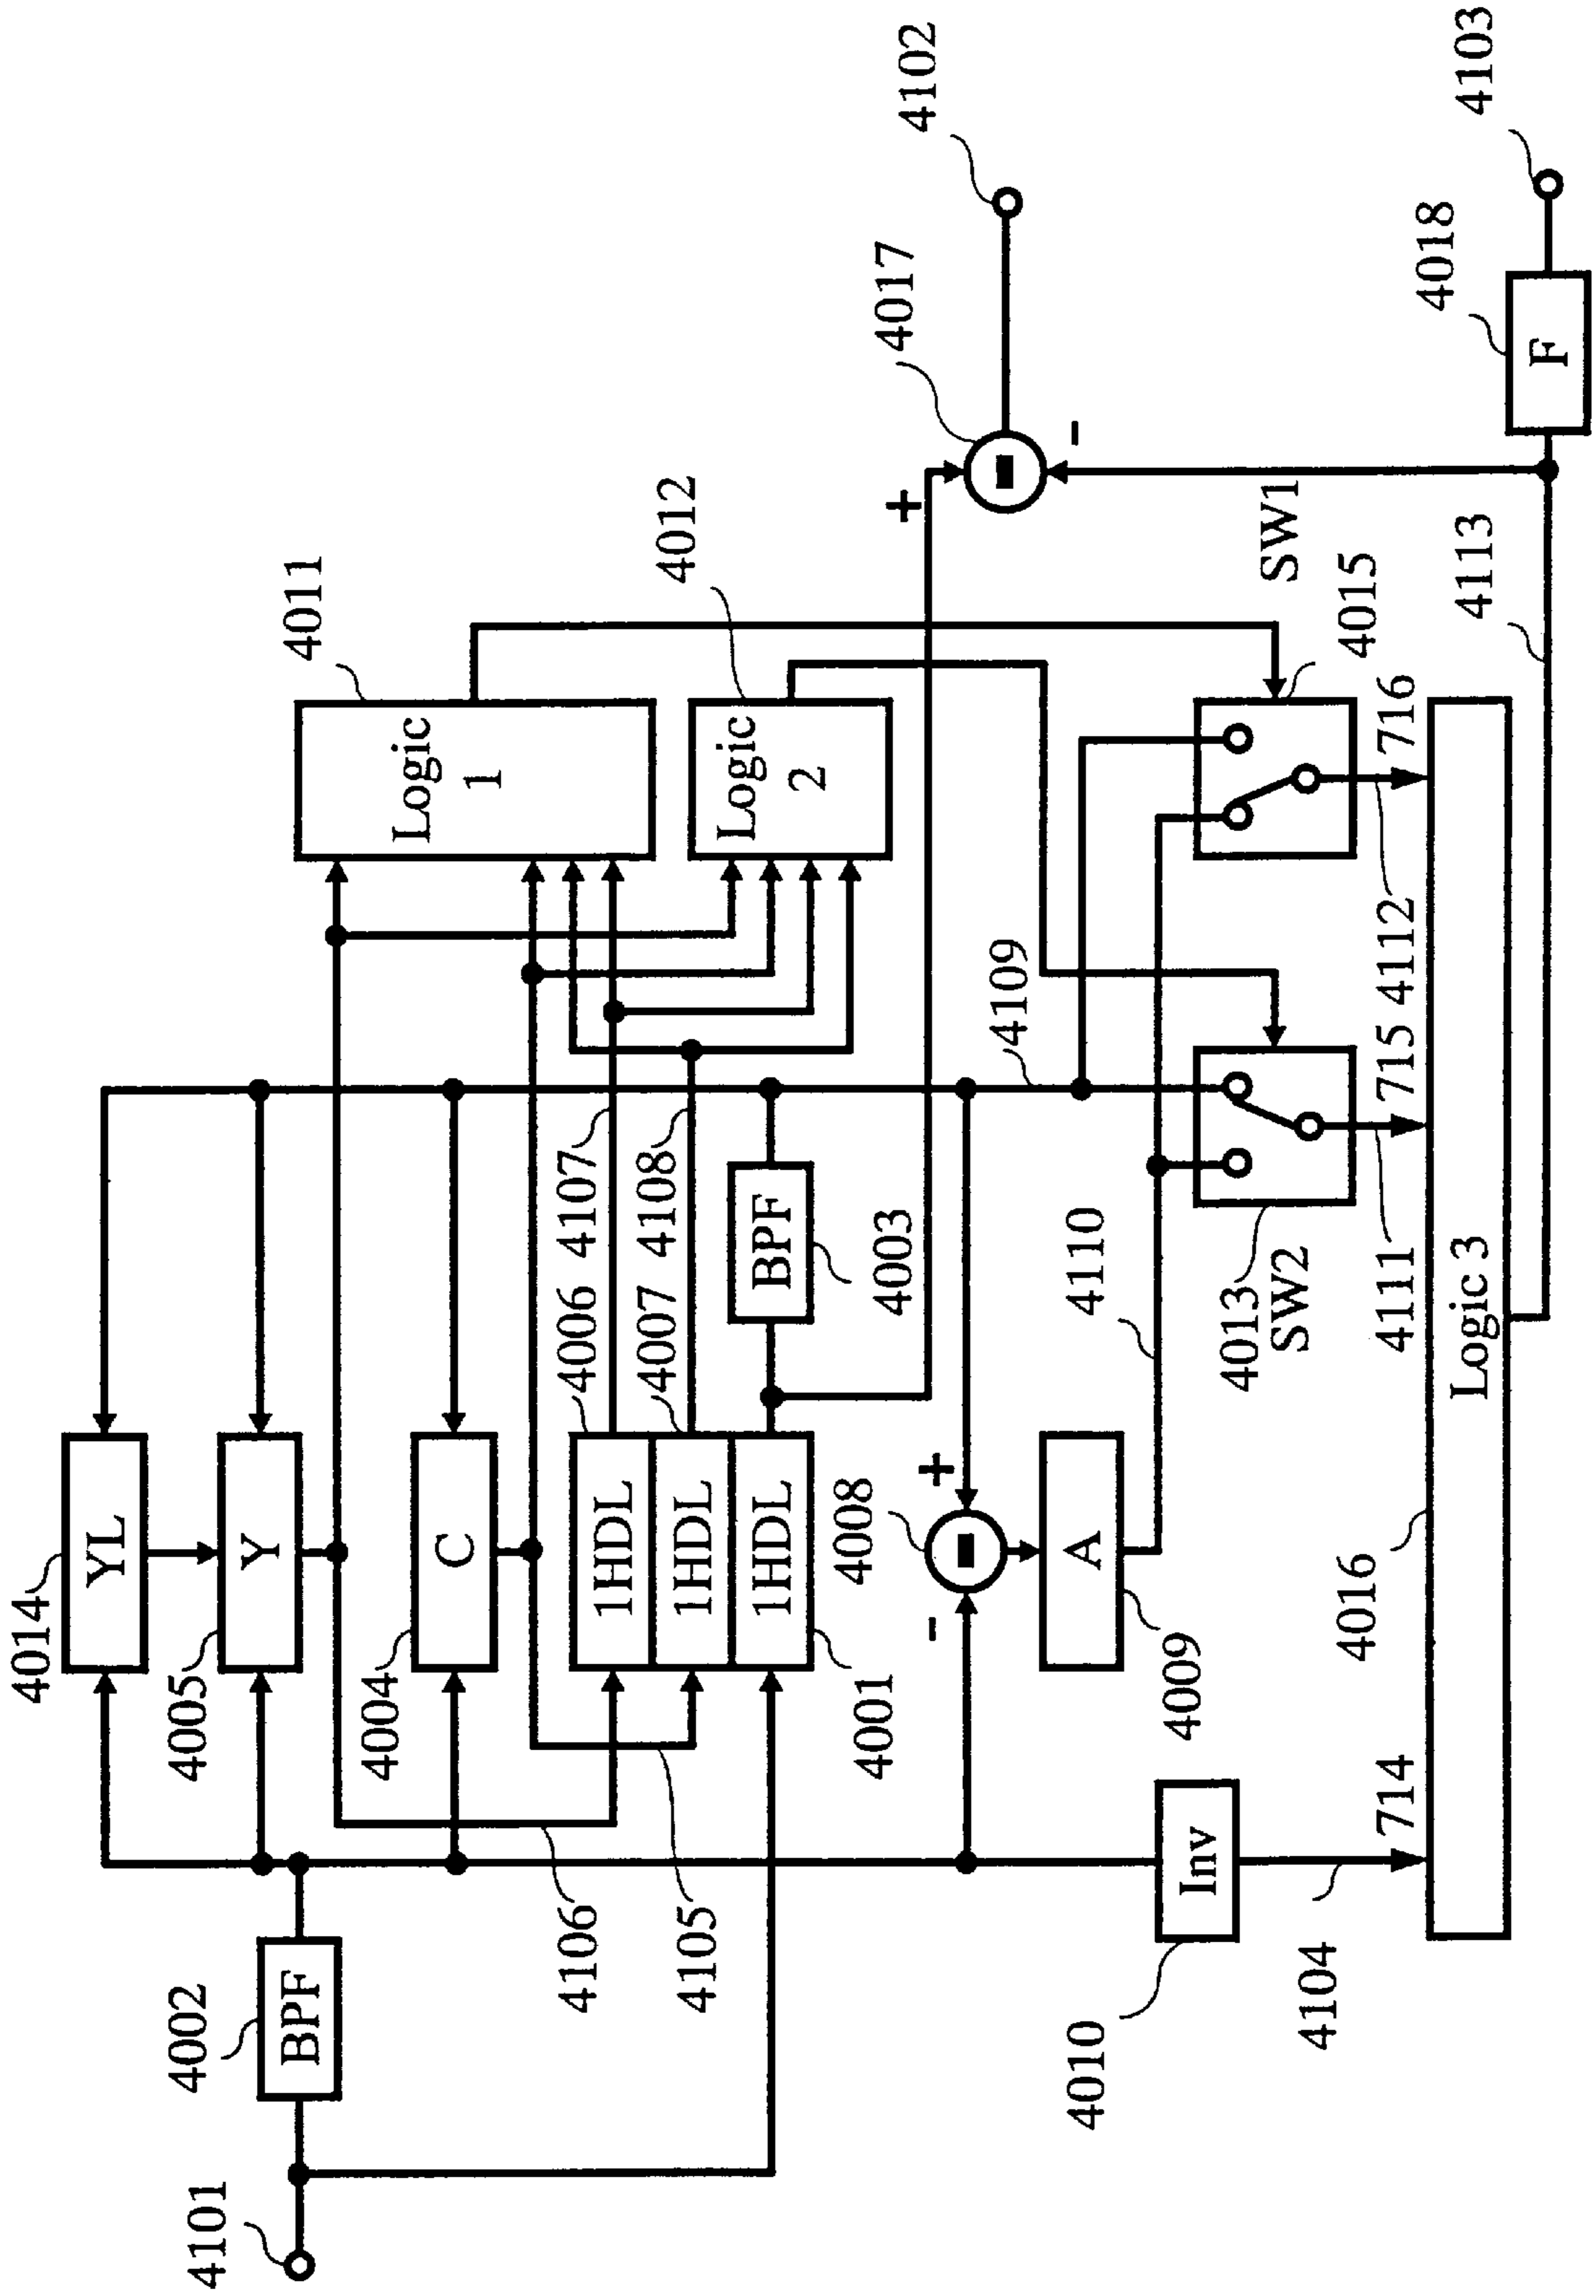 4101
4002
BPF
4014
YL
4005
Y
4004
C
4106
4105
1HDL
1HDL
1HDL
4001
4006
4007
4107
4108
BPF
4003
4011
Logic
1
4012
Logic
2
4017
4102
+
-
4008
+
-
A
4009
4110
4109
4010
Inv
4104
714
4013
SW2
4111
715
SW1
4015
4112
716
4016
Logic 3
4113
4018
F
4103